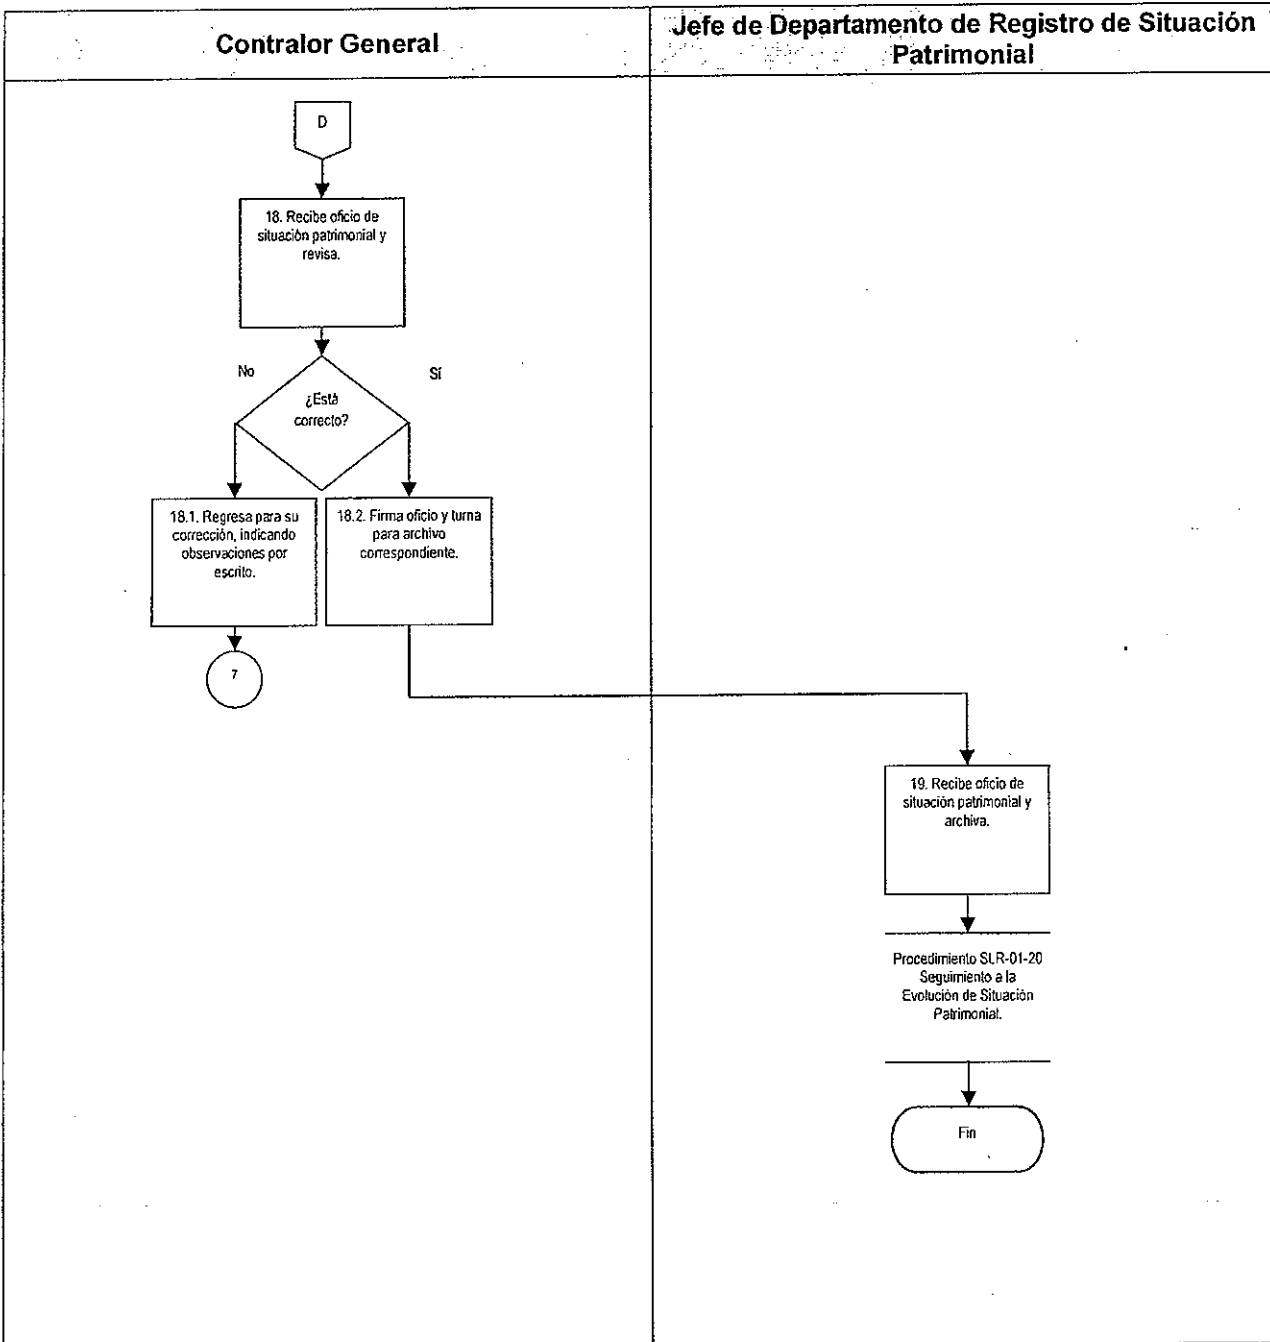 Contralor General
Jefe de Departamento de Registro de Situación
Patrimonial
D
18. Recibe oficio de
situación patrimonial y
revisa.
No
Sí
¿Está
correcto?
18.1. Regresa para su
corrección, indicando
observaciones por
escrito.
18.2. Firma oficio y turna
para archivo
correspondiente.
7
19. Recibe oficio de
situación patrimonial y
archiva.
Procedimiento SLR-01-20
Seguimiento a la
Evolución de Situación
Patrimonial.
Fin